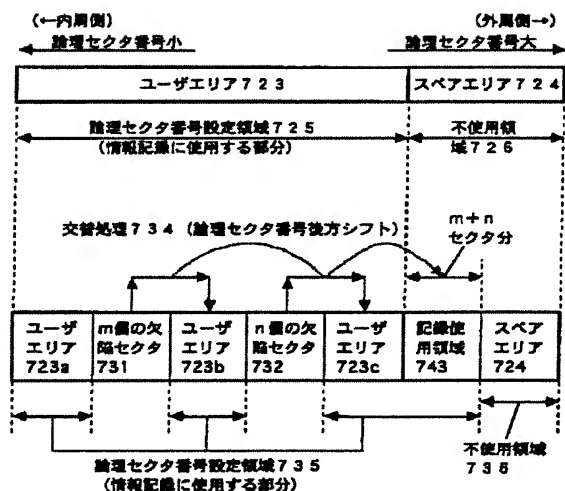 (←内周側)
(外周側→)
論理セクタ番号小
論理セクタ番号大
ユーザエリア723
スペアエリア724
論理セクタ番号設定領域725
(情報記録に使用する部分)
不使用領
域726
交替処理734 (論理セクタ番号後方シフト)
m+n
セクタ分
ユーザ
エリア
723a
m個の欠
陥セクタ
731
ユーザ
エリア
723b
n個の欠
陥セクタ
732
ユーザ
エリア
723c
記録使
用領域
743
スペア
エリア
724
論理セクタ番号設定領域735
(情報記録に使用する部分)
不使用領域
736